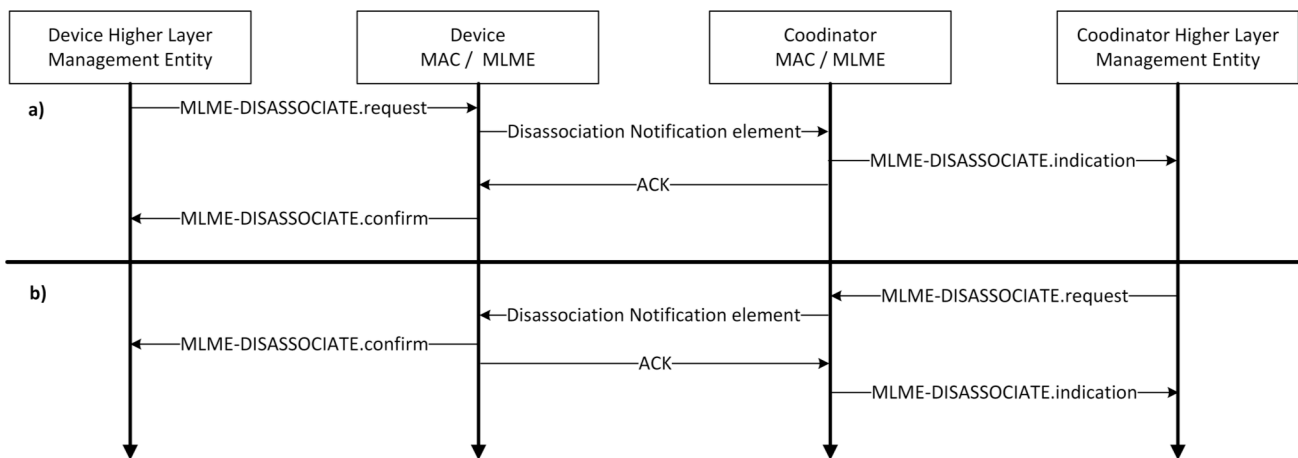 Device Higher Layer
Management Entity
Device
MAC /  MLME
Coodinator
MAC / MLME
Coodinator Higher Layer
Management Entity
a)
MLME-DISASSOCIATE.request
Disassociation Notification element
MLME-DISASSOCIATE.indication
ACK
MLME-DISASSOCIATE.confirm
b)
MLME-DISASSOCIATE.request
Disassociation Notification element
MLME-DISASSOCIATE.confirm
ACK
MLME-DISASSOCIATE.indication